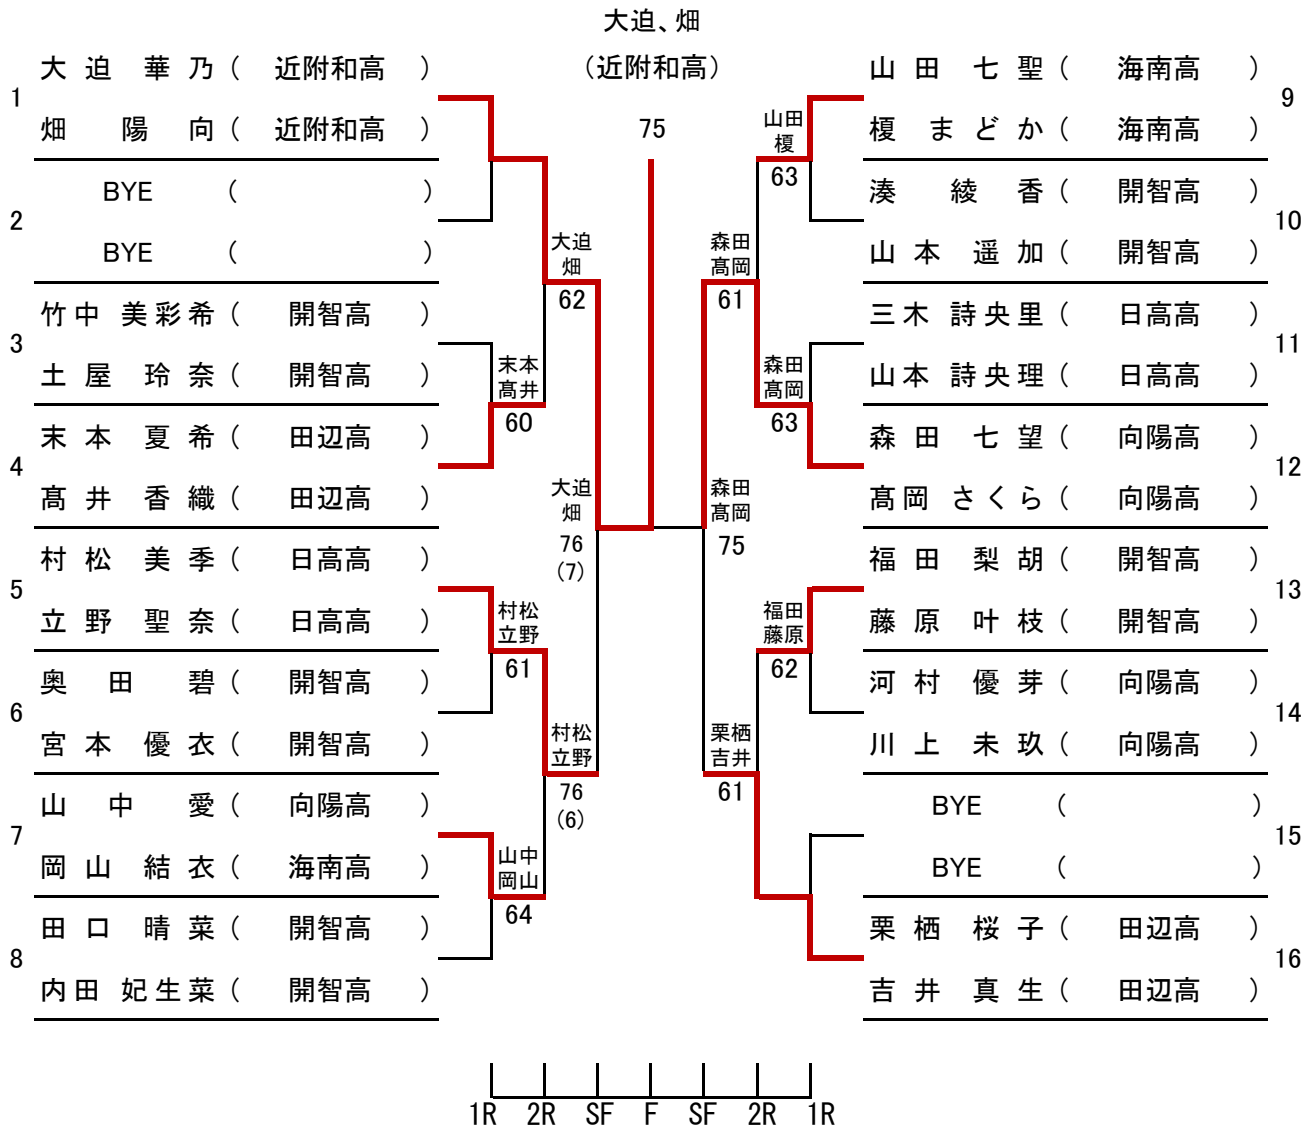 大迫、畑
（近附和高）
75
1
大迫 華乃（ 近附和高 ）
畑 陽向（ 近附和高 ）
2
BYE （ ）
BYE （ ）
3
竹中 美彩希（ 開智高 ）
土屋 玲奈（ 開智高 ）
4
末本 夏希（ 田辺高 ）
髙井 香織（ 田辺高 ）
5
村松 美季（ 日高高 ）
立野 聖奈（ 日高高 ）
6
奥田 碧（ 開智高 ）
宮本 優衣（ 開智高 ）
7
山中 愛（ 向陽高 ）
岡山 結衣（ 海南高 ）
8
田口 晴菜（ 開智高 ）
内田 妃生菜（ 開智高 ）
末本
髙井
60
村松
立野
61
山中
岡山
64
大迫
畑
62
村松
立野
76
(6)
大迫
畑
76
(7)
森田
髙岡
75
森田
髙岡
61
栗栖
吉井
61
山田
榎
63
森田
髙岡
63
福田
藤原
62
山田 七聖（ 海南高 ）
榎 まどか（ 海南高 ）
9
湊 綾香（ 開智高 ）
山本 遥加（ 開智高 ）
10
三木 詩央里（ 日高高 ）
山本 詩央理（ 日高高 ）
11
森田 七望（ 向陽高 ）
髙岡 さくら（ 向陽高 ）
12
福田 梨胡（ 開智高 ）
藤原 叶枝（ 開智高 ）
13
河村 優芽（ 向陽高 ）
川上 未玖（ 向陽高 ）
14
BYE （ ）
BYE （ ）
15
栗栖 桜子（ 田辺高 ）
吉井 真生（ 田辺高 ）
16
1R 2R SF F SF 2R 1R